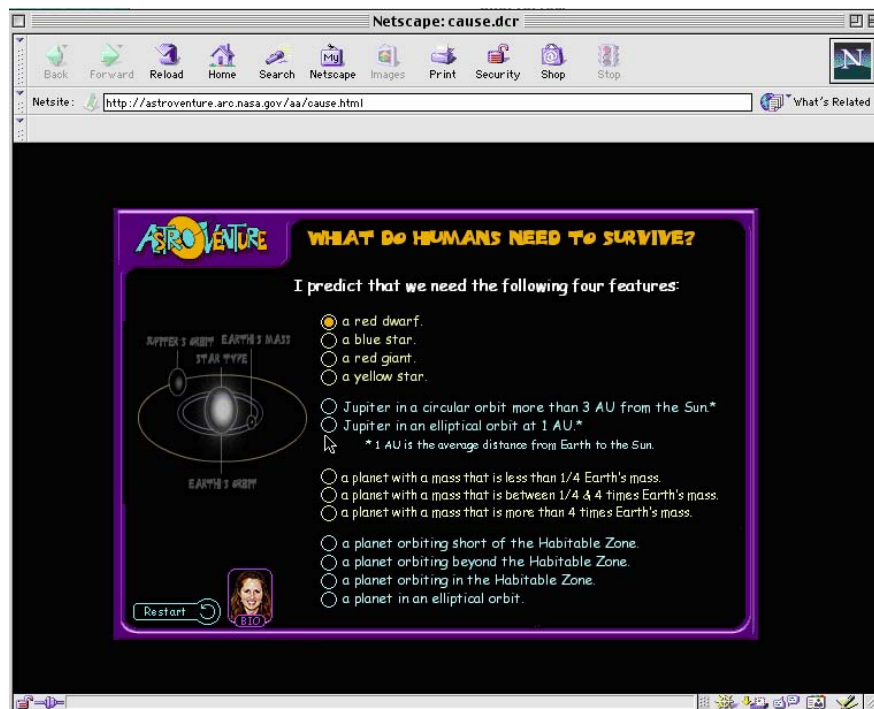 Netscape: cause.dcr
Back Forward Reload Home Search Netscape Images Print Security Shop Stop
My
N
Netsite: http://astroventure.arc.nasa.gov/aa/cause.html What's Related
ASTRO VENTURE
WHAT DO HUMANS NEED TO SURVIVE?
I predict that we need the following four features:
a red dwarf.
a blue star.
a red giant.
a yellow star.
JUPITER'S ORBIT EARTH'S MASS
STAR TYPE
EARTH'S ORBIT
Jupiter in a circular orbit more than 3 AU from the Sun.*
Jupiter in an elliptical orbit at 1 AU.*
* 1 AU is the average distance from Earth to the Sun.
a planet with a mass that is less than 1/4 Earth's mass.
a planet with a mass that is between 1/4 & 4 times Earth's mass.
a planet with a mass that is more than 4 times Earth's mass.
a planet orbiting short of the Habitable Zone.
a planet orbiting beyond the Habitable Zone.
a planet orbiting in the Habitable Zone.
a planet in an elliptical orbit.
Restart
BIO